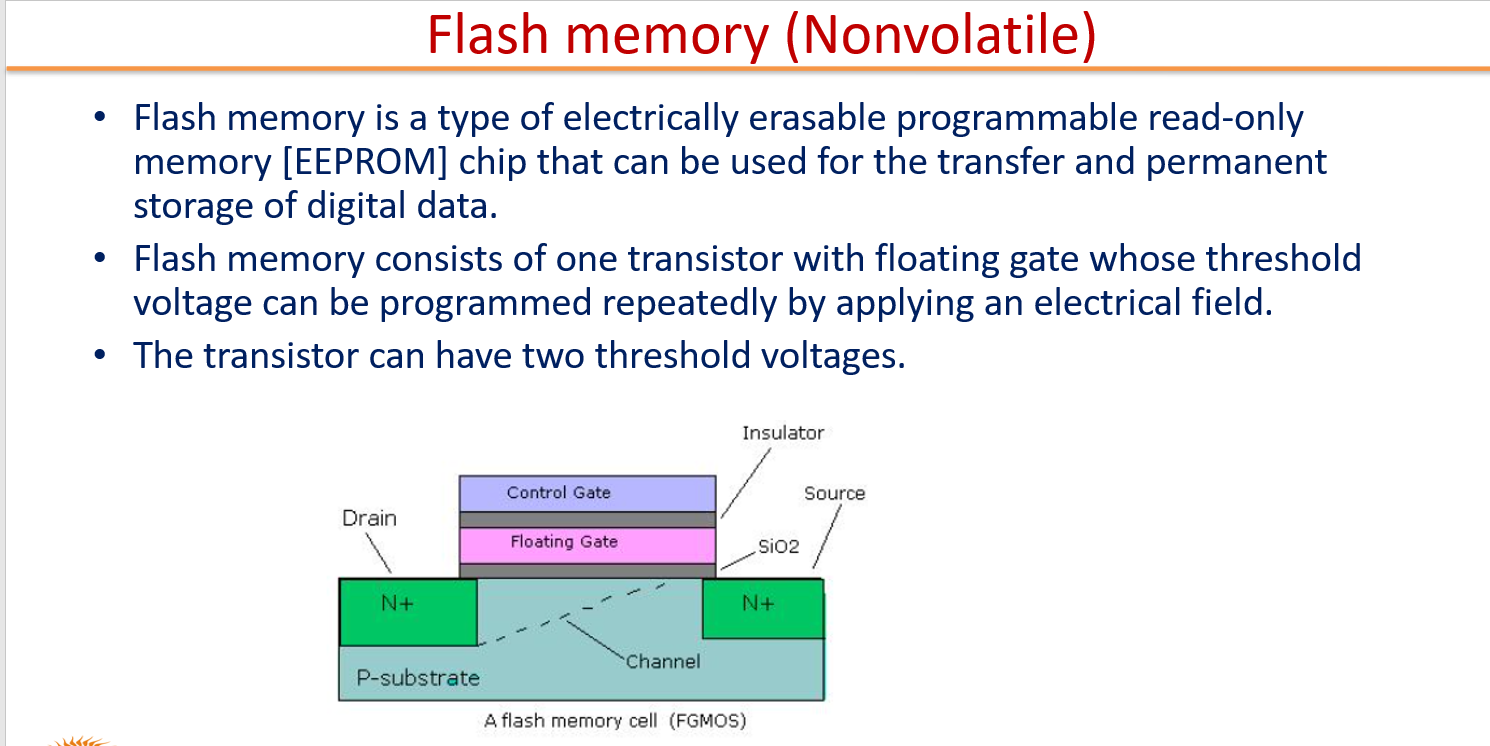 Flash memory (Nonvolatile)
• Flash memory is a type of electrically erasable programmable read-only
memory [EEPROM] chip that can be used for the transfer and permanent
storage of digital data.
• Flash memory consists of one transistor with floating gate whose threshold
voltage can be programmed repeatedly by applying an electrical field.
• The transistor can have two threshold voltages.
Insulator
Control Gate
Source
Drain
Floating Gate
SiO2
N+
N+
Channel
P-substrate
A flash memory cell (FGMOS)